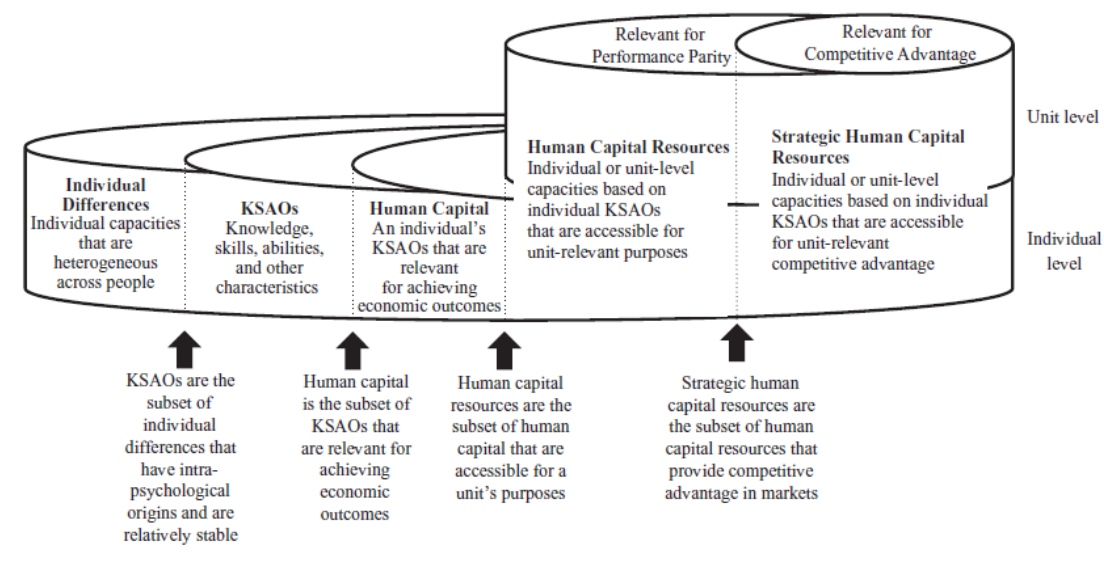 Relevant for
Performance Parity
Relevant for
Competitive Advantage
Unit level
Individual
level
Individual
Differences
Individual capacities
that are
heterogeneous
across people
KSAOs
Knowledge,
skills, abilities,
and other
characteristics
Human Capital
An individual's
KSAOs that are
relevant
for achieving
economic outcomes
Human Capital Resources
Individual or unit-level
capacities based on
individual KSAOs
that are accessible for
unit-relevant purposes
Strategic Human Capital
Resources
Individual or unit-level
capacities based on individual
KSAOs that are accessible
for unit-relevant
competitive advantage
KSAOs are the
subset of
individual
differences that
have intra-
psychological
origins and are
relatively stable
Human capital
is the subset of
KSAOs that
are relevant for
achieving
economic
outcomes
Human capital
resources are the
subset of human
capital that are
accessible for a
unit's purposes
Strategic human
capital resources are
the subset of human
capital resources that
provide competitive
advantage in markets